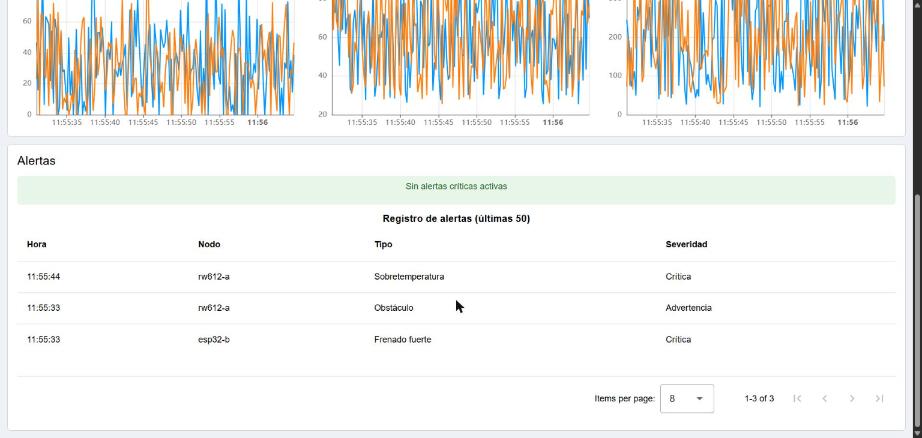 60
40
20
0
11:55:35 11:55:40 11:55:45 11:55:50 11:55:55 11:56
60
40
20
11:55:35 11:55:40 11:55:45 11:55:50 11:55:55 11:56
200
100
0
11:55:35 11:55:40 11:55:45 11:55:50 11:55:55 11:56
Alertas
Sin alertas críticas activas
Registro de alertas (últimas 50)
Hora Nodo Tipo Severidad
11:55:44 rw612-a Sobretemperatura Crítica
11:55:33 rw612-a Obstáculo Advertencia
11:55:33 esp32-b Frenado fuerte Crítica
Items per page: 8 1-3 of 3